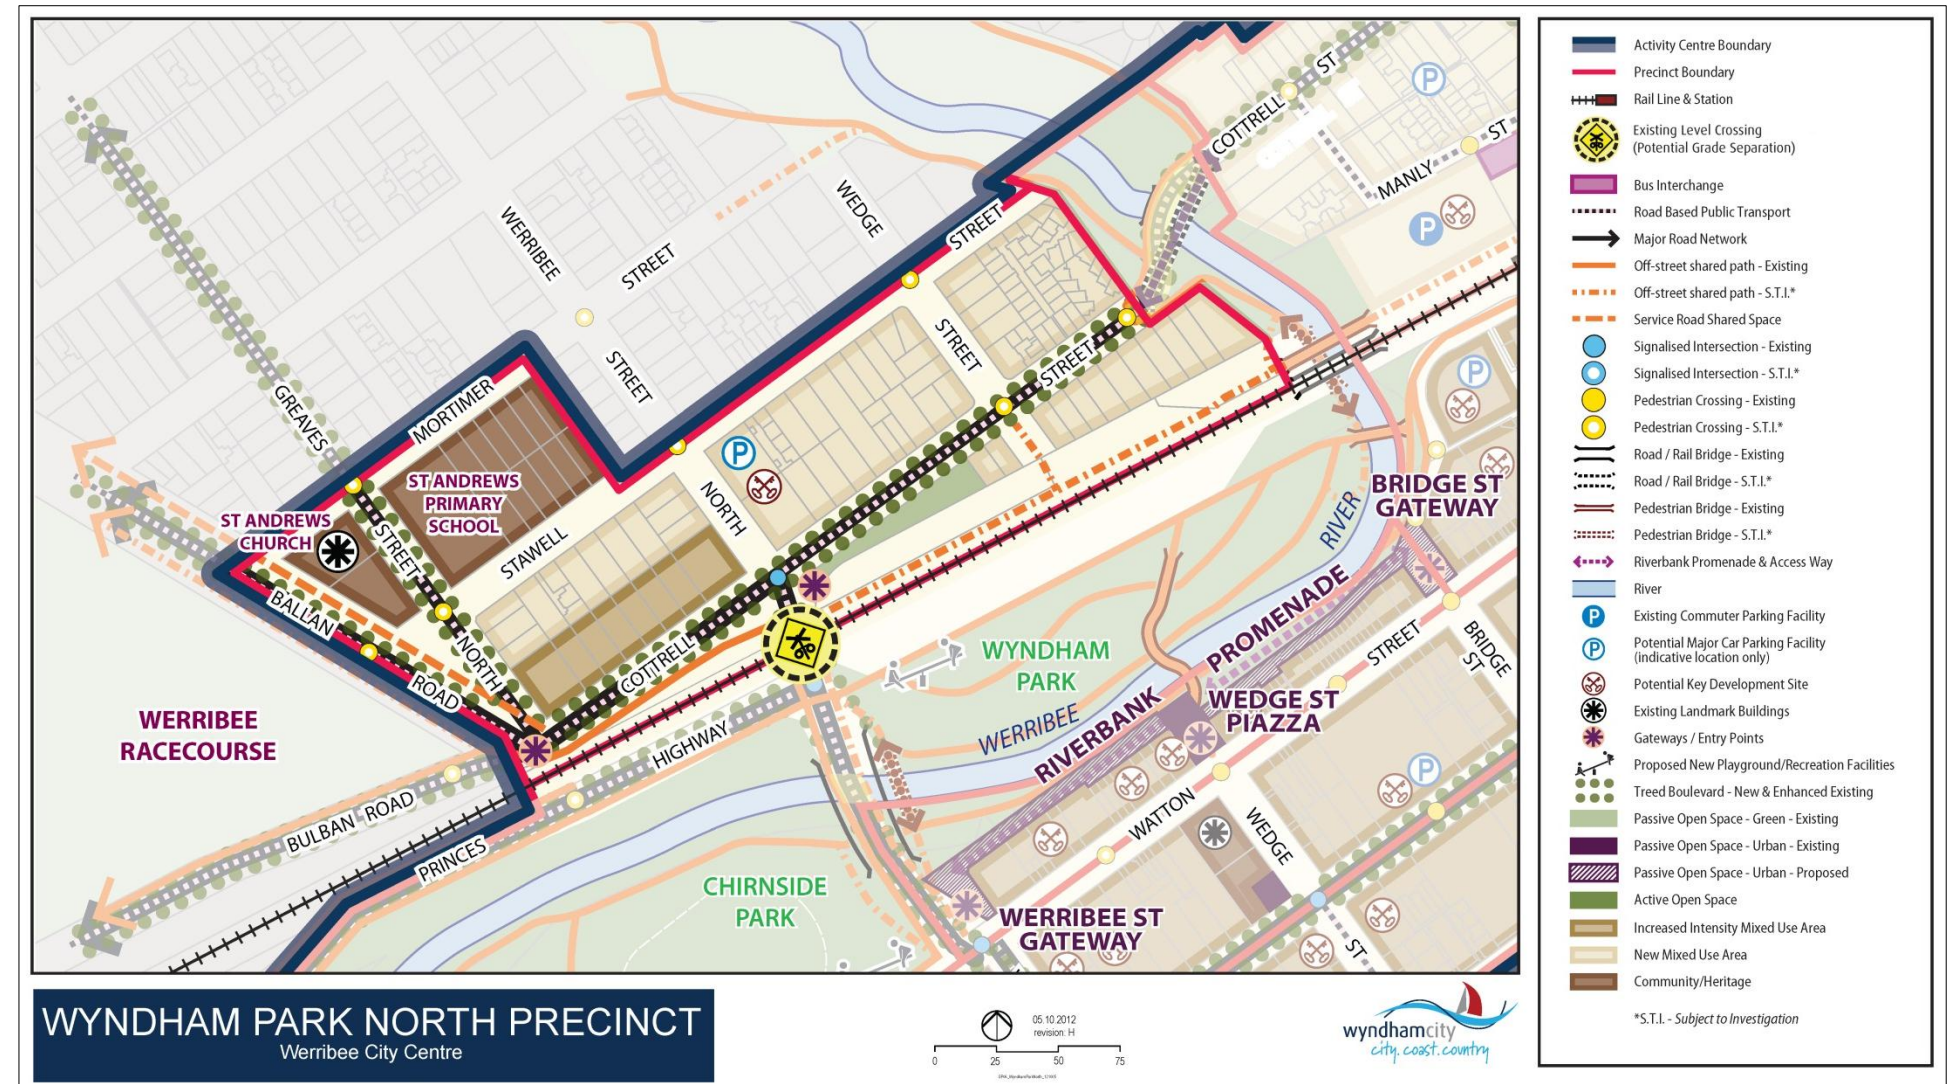 COTTRELL
ST
P
MANLY
ST
P
WEDGE
STREET
WERRIBEE
STREET
STREET
STREET
STREET
GREAVES
MORTIMER
STREET
ST ANDREWS
PRIMARY
SCHOOL
ST ANDREWS
CHURCH
STAWELL
NORTH
P
P
BRIDGE ST
GATEWAY
RIVER
BALLAN
ROAD
NORTH
COTTRELL
WERRIBEE
RACECOURSE
HIGHWAY
WYNDHAM
PARK
WERRIBEE
RIVERBANK
PROMENADE
STREET
BRIDGE
ST
WEDGE ST
PIAZZA
P
BULBAN ROAD
PRINCES
WATTON
WEDGE
ST
CHIRNSIDE
PARK
WERRIBEE ST
GATEWAY
Activity Centre Boundary
Precinct Boundary
Rail Line & Station
Existing Level Crossing
(Potential Grade Separation)
Bus Interchange
Road Based Public Transport
Major Road Network
Off-street shared path - Existing
Off-street shared path - S.T.I.*
Service Road Shared Space
Signalised Intersection - Existing
Signalised Intersection - S.T.I.*
Pedestrian Crossing - Existing
Pedestrian Crossing - S.T.I.*
Road / Rail Bridge - Existing
Road / Rail Bridge - S.T.I.*
Pedestrian Bridge - Existing
Pedestrian Bridge - S.T.I.*
Riverbank Promenade & Access Way
River
P Existing Commuter Parking Facility
P Potential Major Car Parking Facility
(indicative location only)
Potential Key Development Site
Existing Landmark Buildings
Gateways / Entry Points
Proposed New Playground/Recreation Facilities
Treed Boulevard - New & Enhanced Existing
Passive Open Space - Green - Existing
Passive Open Space - Urban - Existing
Passive Open Space - Urban - Proposed
Active Open Space
Increased Intensity Mixed Use Area
New Mixed Use Area
Community/Heritage
*S.T.I. - Subject to Investigation
WYNDHAM PARK NORTH PRECINCT
Werribee City Centre
05.10.2012
revision: H
0 25 50 75
wyndhamcity
city. coast. country